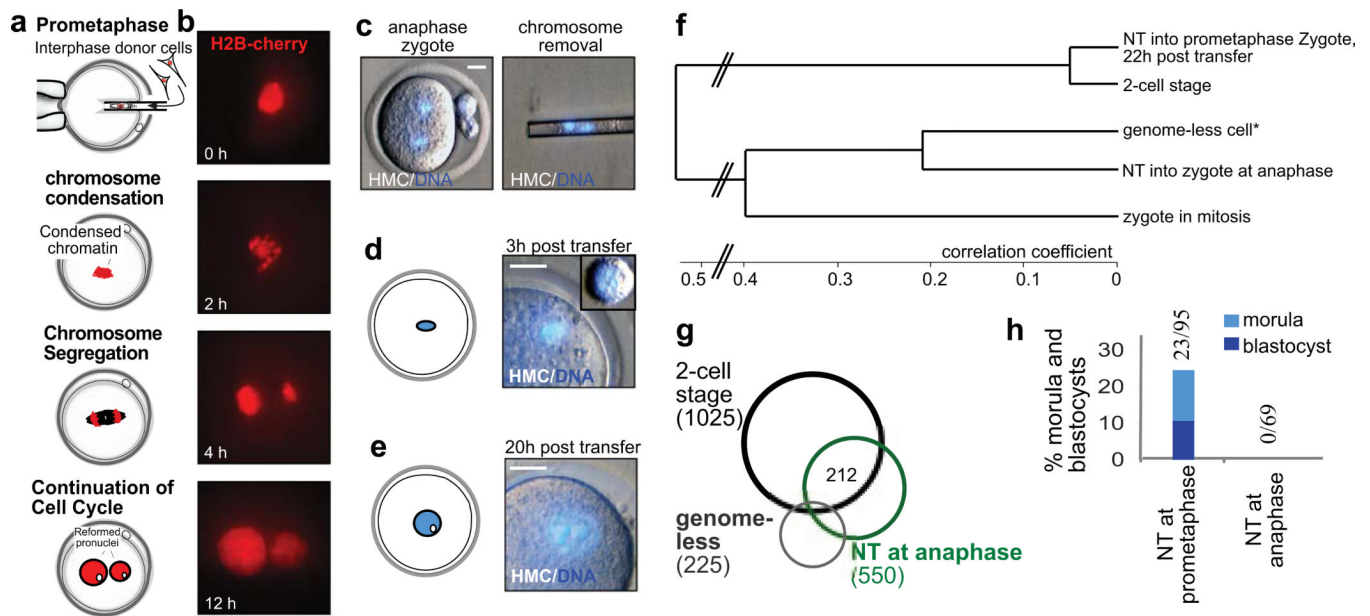 a
Prometaphase
Interphase donor cells
chromosome
condensation
Condensed
chromatin
Chromosome
Segregation
Continuation of
Cell Cycle
Reformed
pronuclei
b
H2B-cherry
0 h
2 h
4 h
12 h
c
anaphase
zygote
chromosome
removal
HMC/DNA
HMC/DNA
d
3h post transfer
HMC/DNA
e
20h post transfer
HMC/DNA
f
NT into prometaphase Zygote,
22h post transfer
2-cell stage
genome-less cell*
NT into zygote at anaphase
zygote in mitosis
correlation coefficient
0.5
0.4
0.3
0.2
0.1
0
g
2-cell
stage
(1025)
212
genome-
less
(225)
NT at anaphase
(550)
h
morula
blastocyst
% morula and
blastocysts
30
20
10
0
23/95
0/69
NT at
prometaphase
NT at
anaphase